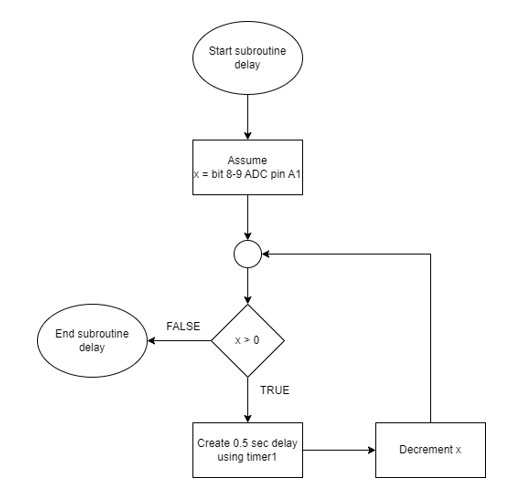 Start subroutine
delay
Assume
x = bit 8-9 ADC pin A1
FALSE
End subroutine
delay
x > 0
TRUE
Create 0.5 sec delay
using timer1
Decrement x